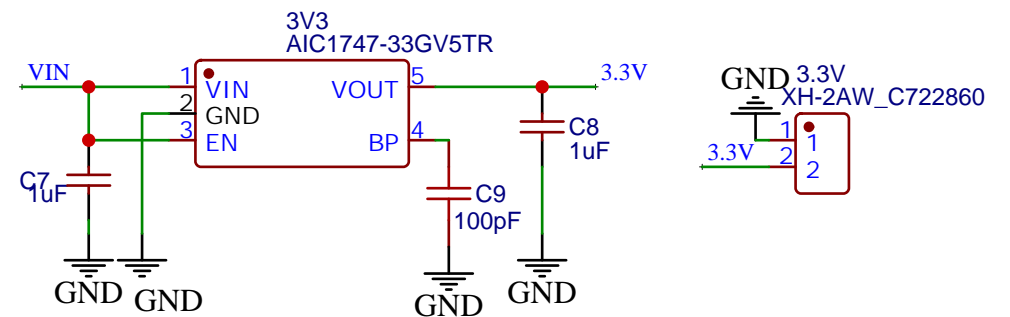 3V3
AIC1747-33GV5TR
VIN
1
VIN
VOUT
5
3.3V
2
GND
3
EN
BP
4
C7
1uF
C8
1uF
C9
100pF
GND
GND
GND
GND
GND
3.3V
XH-2AW_C722860
1
1
3.3V
2
2